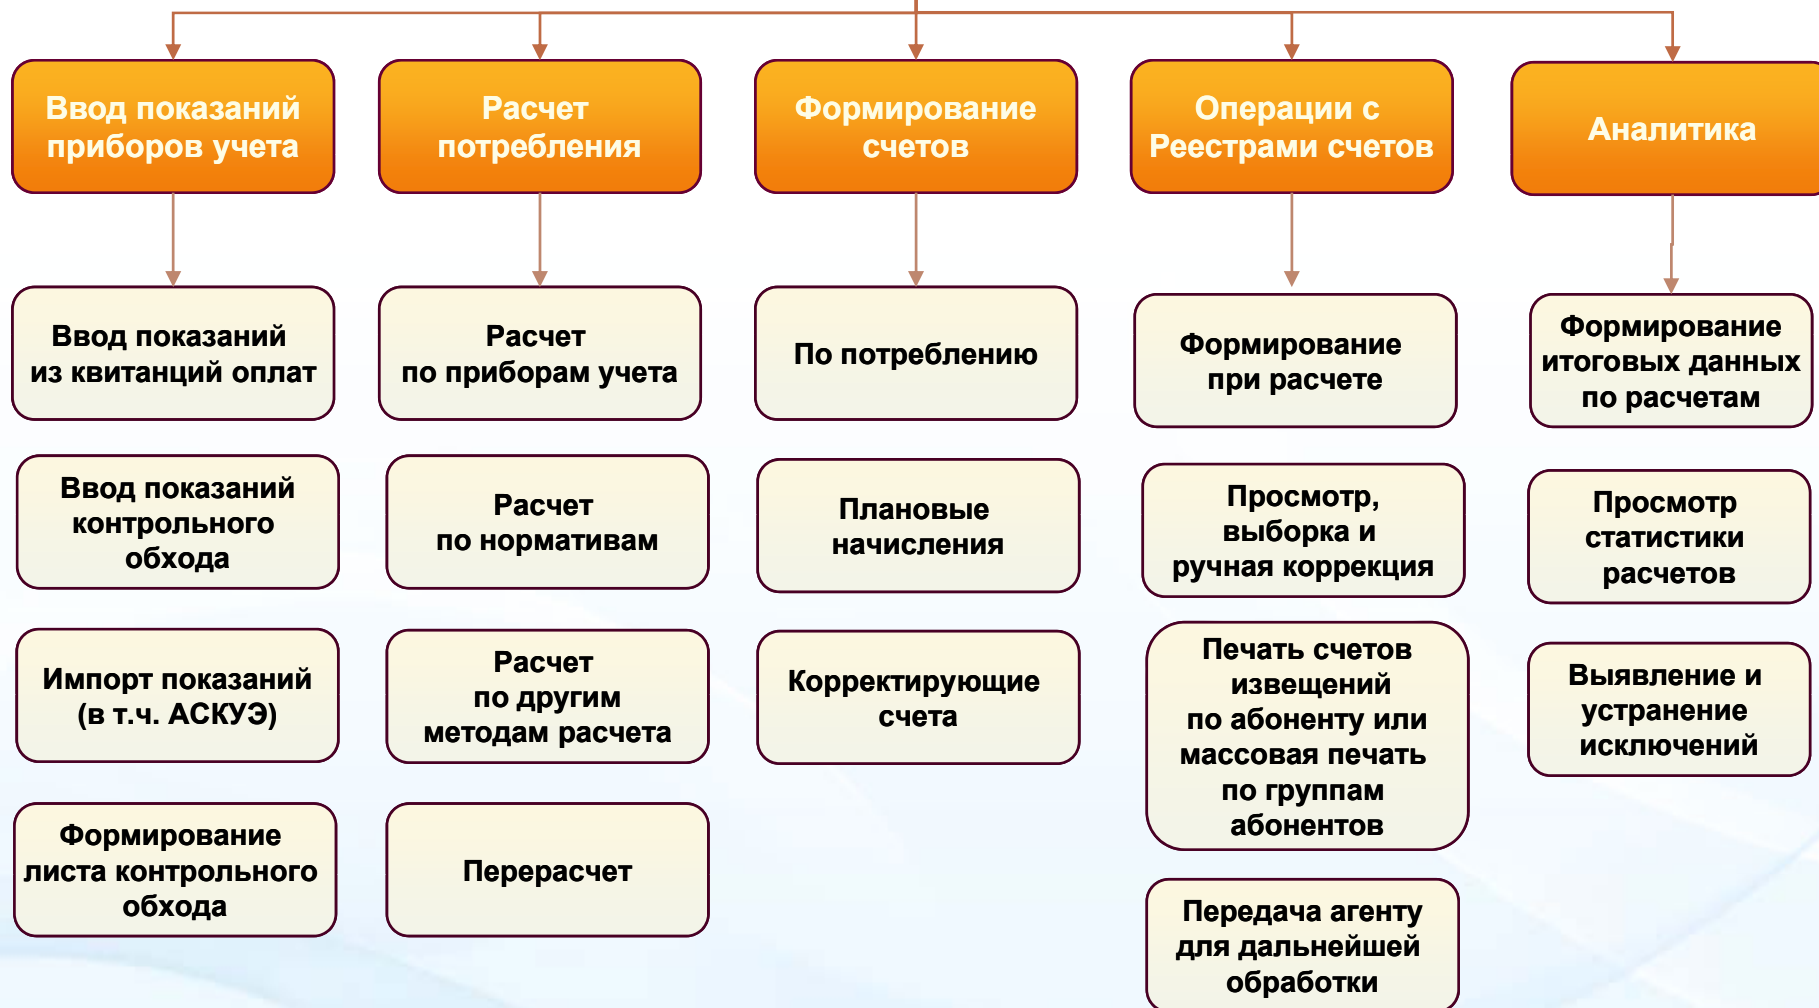 Ввод показаний
приборов учета
Расчет
потребления
Формирование
счетов
Операции с
Реестрами счетов
Аналитика
Ввод показаний
из квитанций оплат
Ввод показаний
контрольного
обхода
Импорт показаний
(в т.ч. АСКУЭ)
Формирование
листа контрольного
обхода
Расчет
по приборам учета
Расчет
по нормативам
Расчет
по другим
методам расчета
Перерасчет
По потреблению
Плановые
начисления
Корректирующие
счета
Формирование
при расчете
Просмотр,
выборка и
ручная коррекция
Печать счетов
извещений
по абоненту или
массовая печать
по группам
абонентов
Передача агенту
для дальнейшей
обработки
Формирование
итоговых данных
по расчетам
Просмотр
статистики
расчетов
Выявление и
устранение
исключений